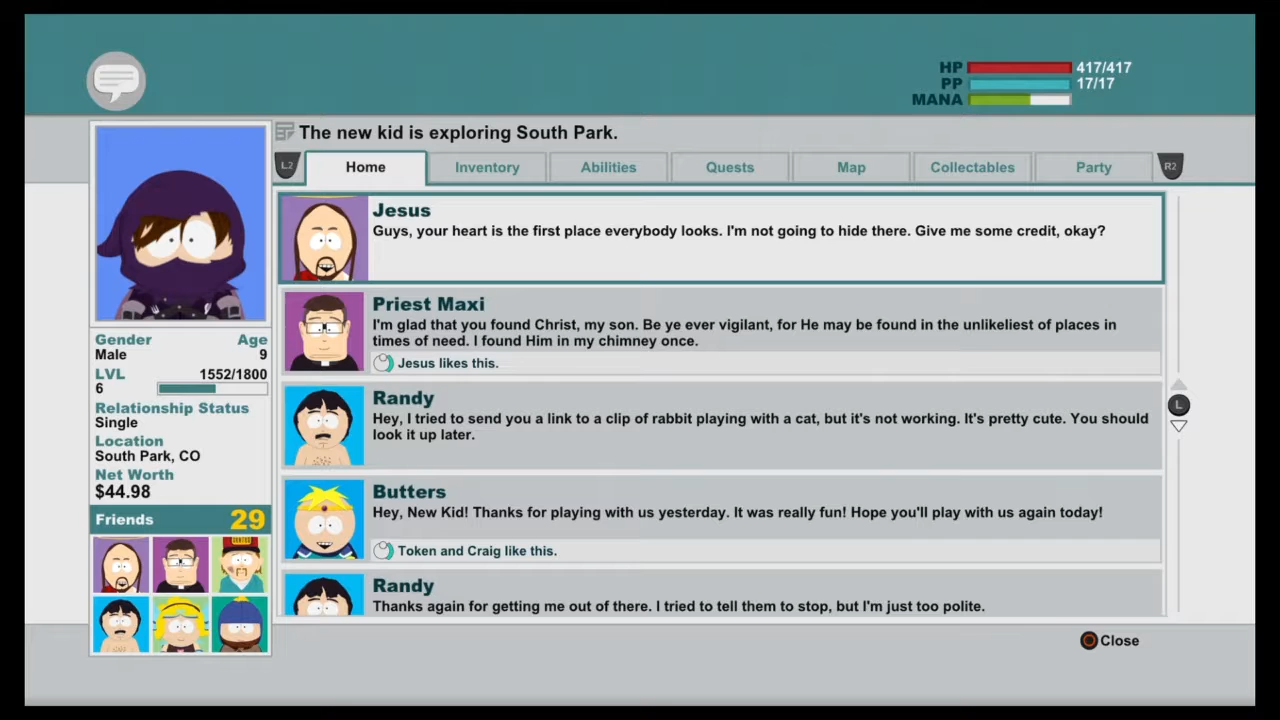 HP 417/417
PP 17/17
MANA
The new kid is exploring South Park.
L2 Home Inventory Abilities Quests Map Collectables Party R2
Jesus
Guys, your heart is the first place everybody looks. I'm not going to hide there. Give me some credit, okay?
Priest Maxi
I'm glad that you found Christ, my son. Be ye ever vigilant, for He may be found in the unlikeliest of places in
times of need. I found Him in my chimney once.
Jesus likes this.
Randy
Hey, I tried to send you a link to a clip of rabbit playing with a cat, but it's not working. It's pretty cute. You should
look it up later.
L
Butters
Hey, New Kid! Thanks for playing with us yesterday. It was really fun! Hope you'll play with us again today!
Token and Craig like this.
Randy
Thanks again for getting me out of there. I tried to tell them to stop, but I'm just too polite.
Gender Age
Male 9
LVL 1552/1800
6
Relationship Status
Single
Location
South Park, CO
Net Worth
$44.98
Friends 29
Close